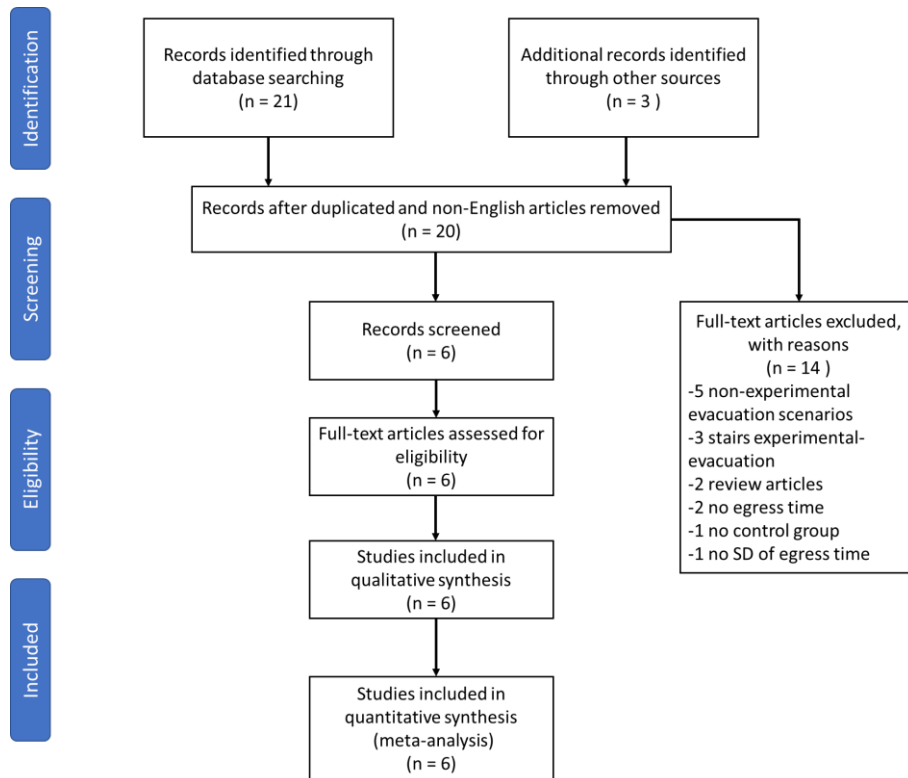 Identification
Records identified through
database searching
(n = 21)
Additional records identified
through other sources
(n = 3 )
Screening
Records after duplicated and non-English articles removed
(n = 20)
Records screened
(n = 6)
Full-text articles excluded,
with reasons
(n = 14 )
-5 non-experimental
evacuation scenarios
-3 stairs experimental-
evacuation
-2 review articles
-2 no egress time
-1 no control group
-1 no SD of egress time
Eligibility
Full-text articles assessed for
eligibility
(n = 6)
Studies included in
qualitative synthesis
(n = 6)
Included
Studies included in
quantitative synthesis
(meta-analysis)
(n = 6)